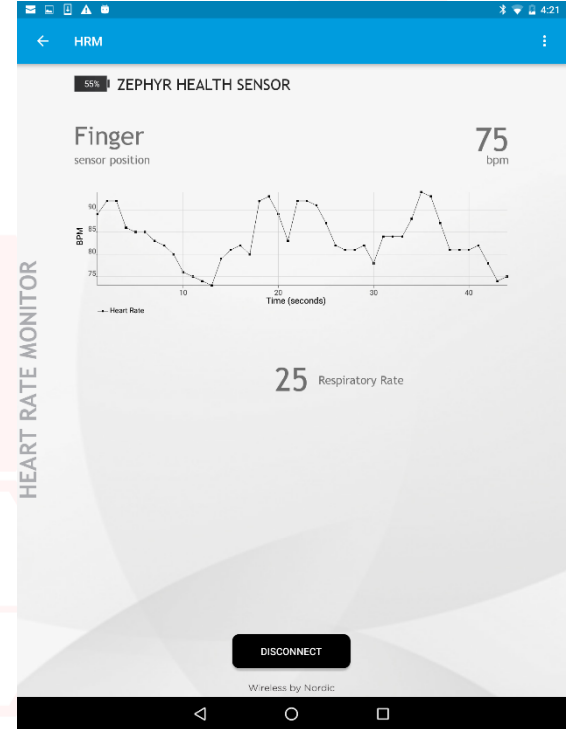 4:21
HRM
55% ZEPHYR HEALTH SENSOR
Finger
sensor position
75
bpm
90
85
80
75
BPM
10 20 30 40
Time (seconds)
Heart Rate
HEART RATE MONITOR
25 Respiratory Rate
DISCONNECT
Wireless by Nordic